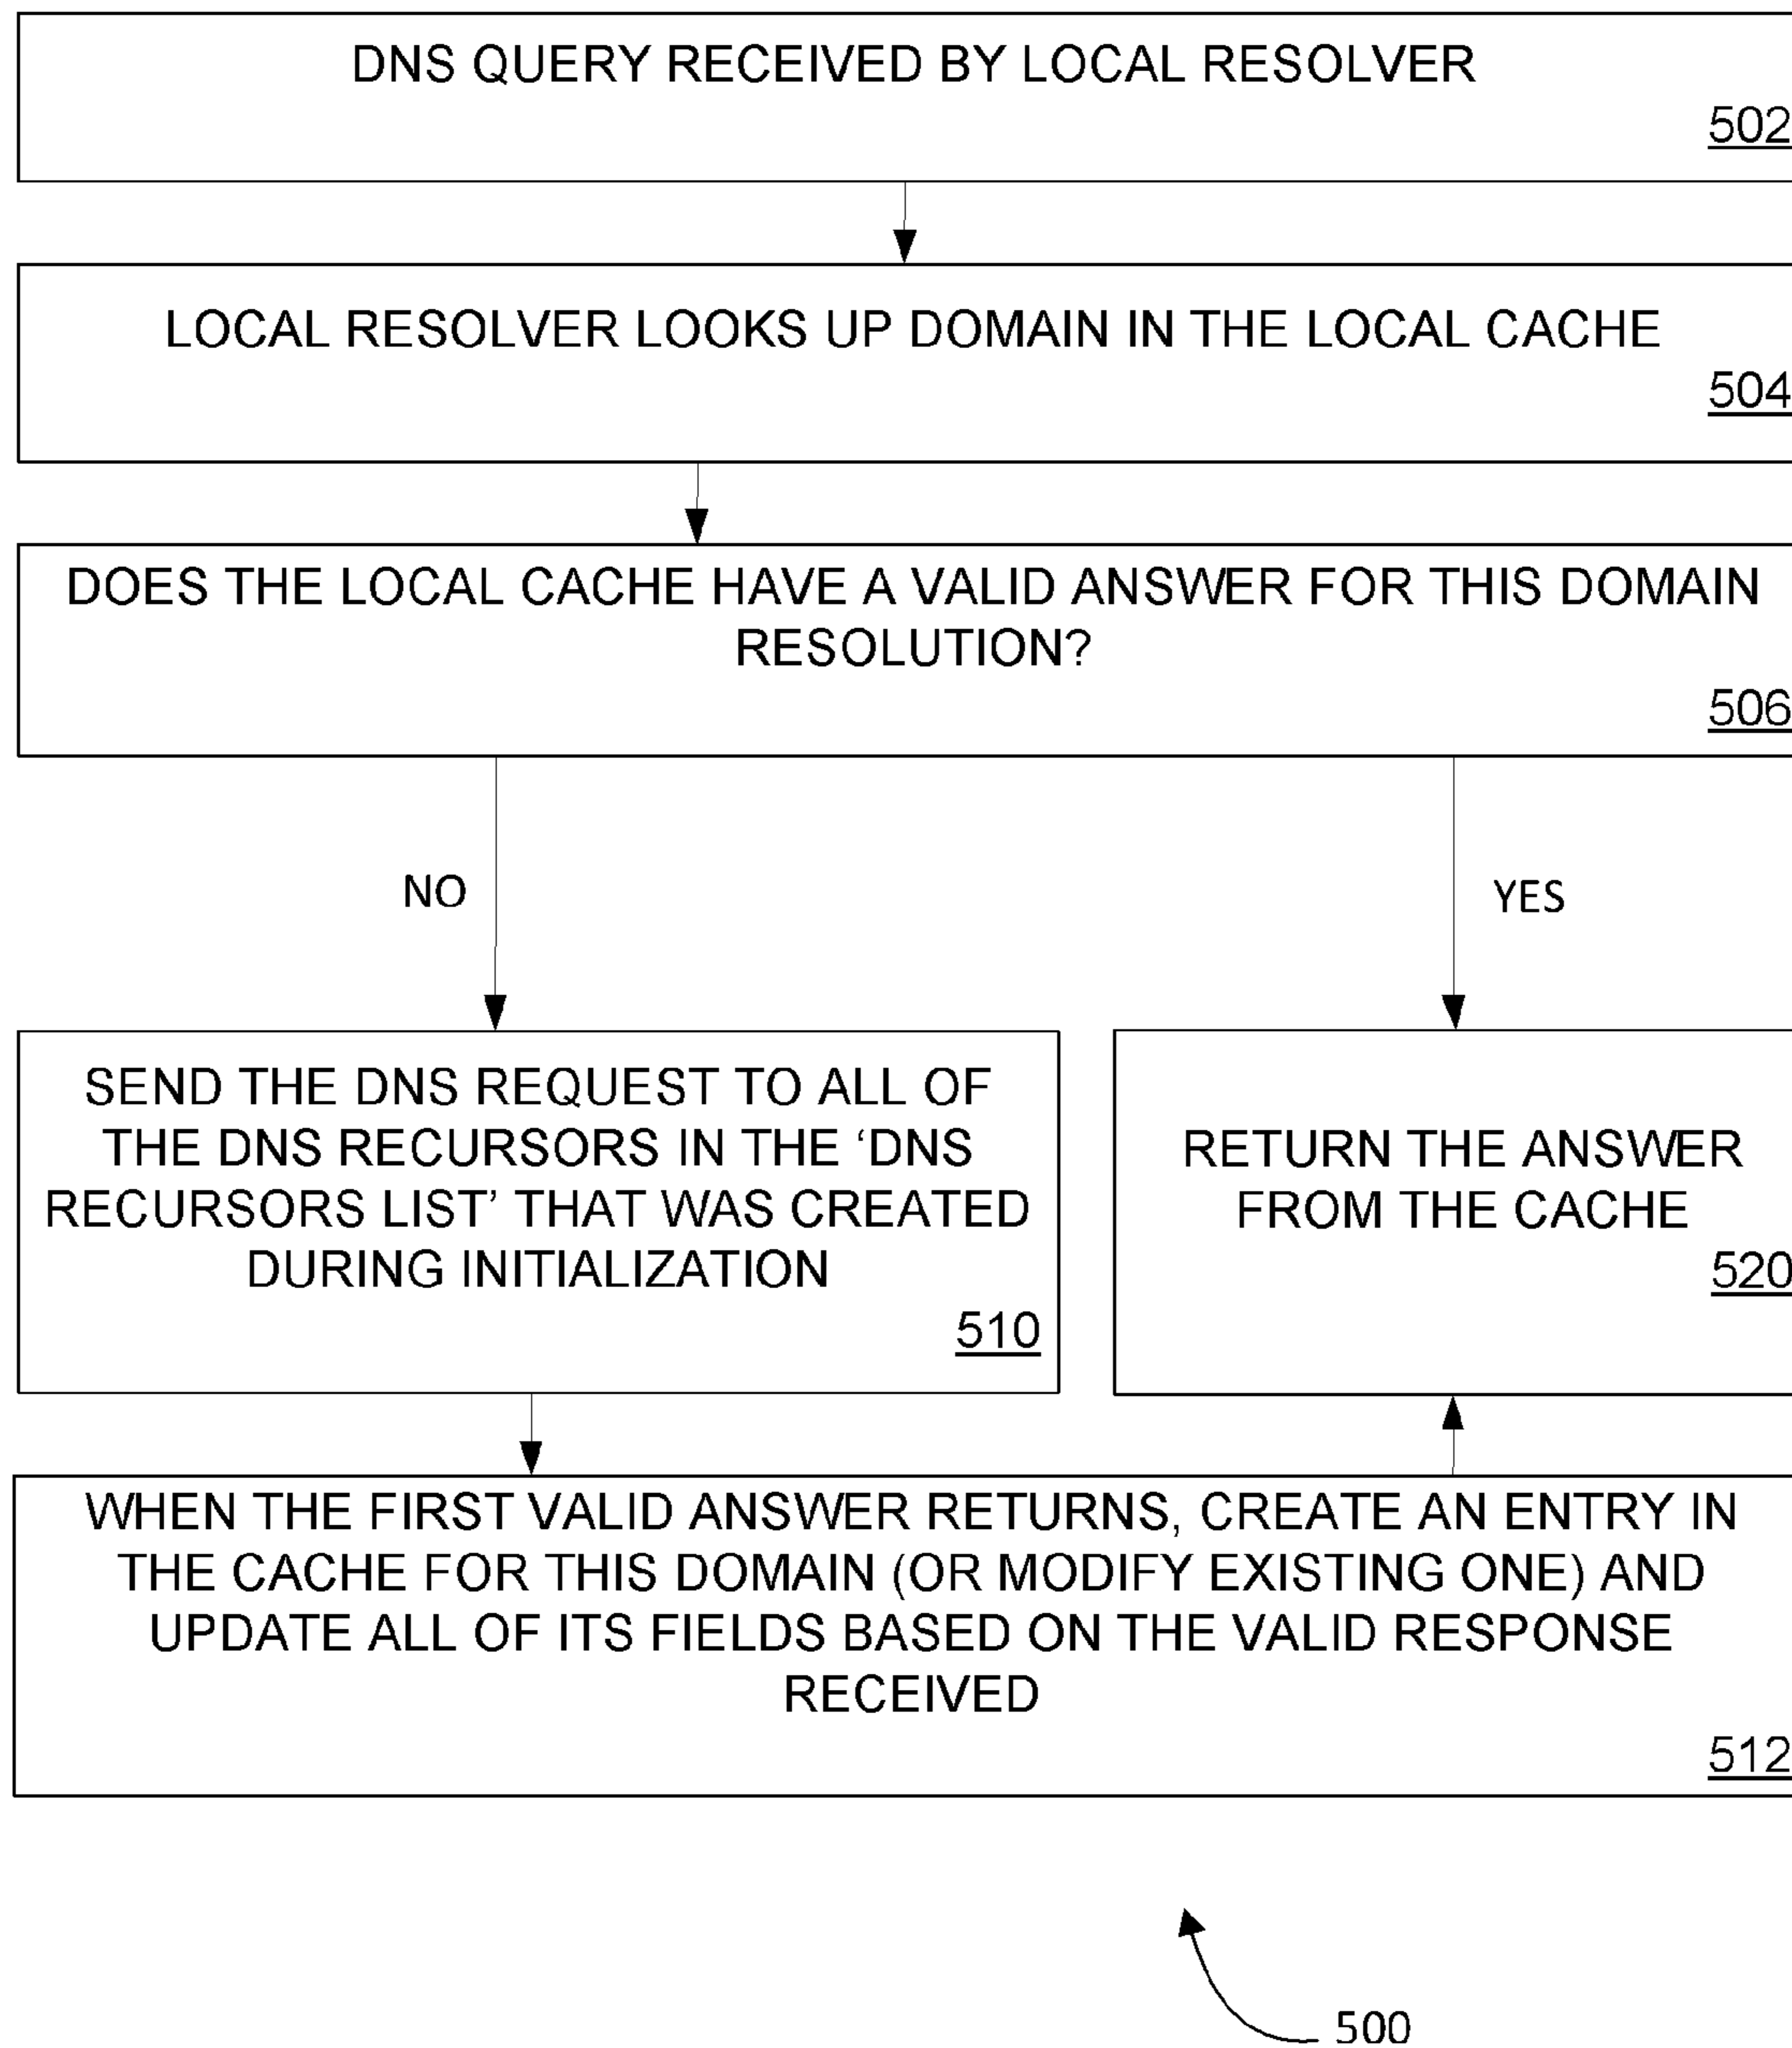 DNS QUERY RECEIVED BY LOCAL RESOLVER
502
LOCAL RESOLVER LOOKS UP DOMAIN IN THE LOCAL CACHE
504
DOES THE LOCAL CACHE HAVE A VALID ANSWER FOR THIS DOMAIN
RESOLUTION?
506
NO
YES
SEND THE DNS REQUEST TO ALL OF
THE DNS RECURSORS IN THE ‘DNS
RECURSORS LIST’ THAT WAS CREATED
DURING INITIALIZATION
510
RETURN THE ANSWER
FROM THE CACHE
520
WHEN THE FIRST VALID ANSWER RETURNS, CREATE AN ENTRY IN
THE CACHE FOR THIS DOMAIN (OR MODIFY EXISTING ONE) AND
UPDATE ALL OF ITS FIELDS BASED ON THE VALID RESPONSE
RECEIVED
512
500